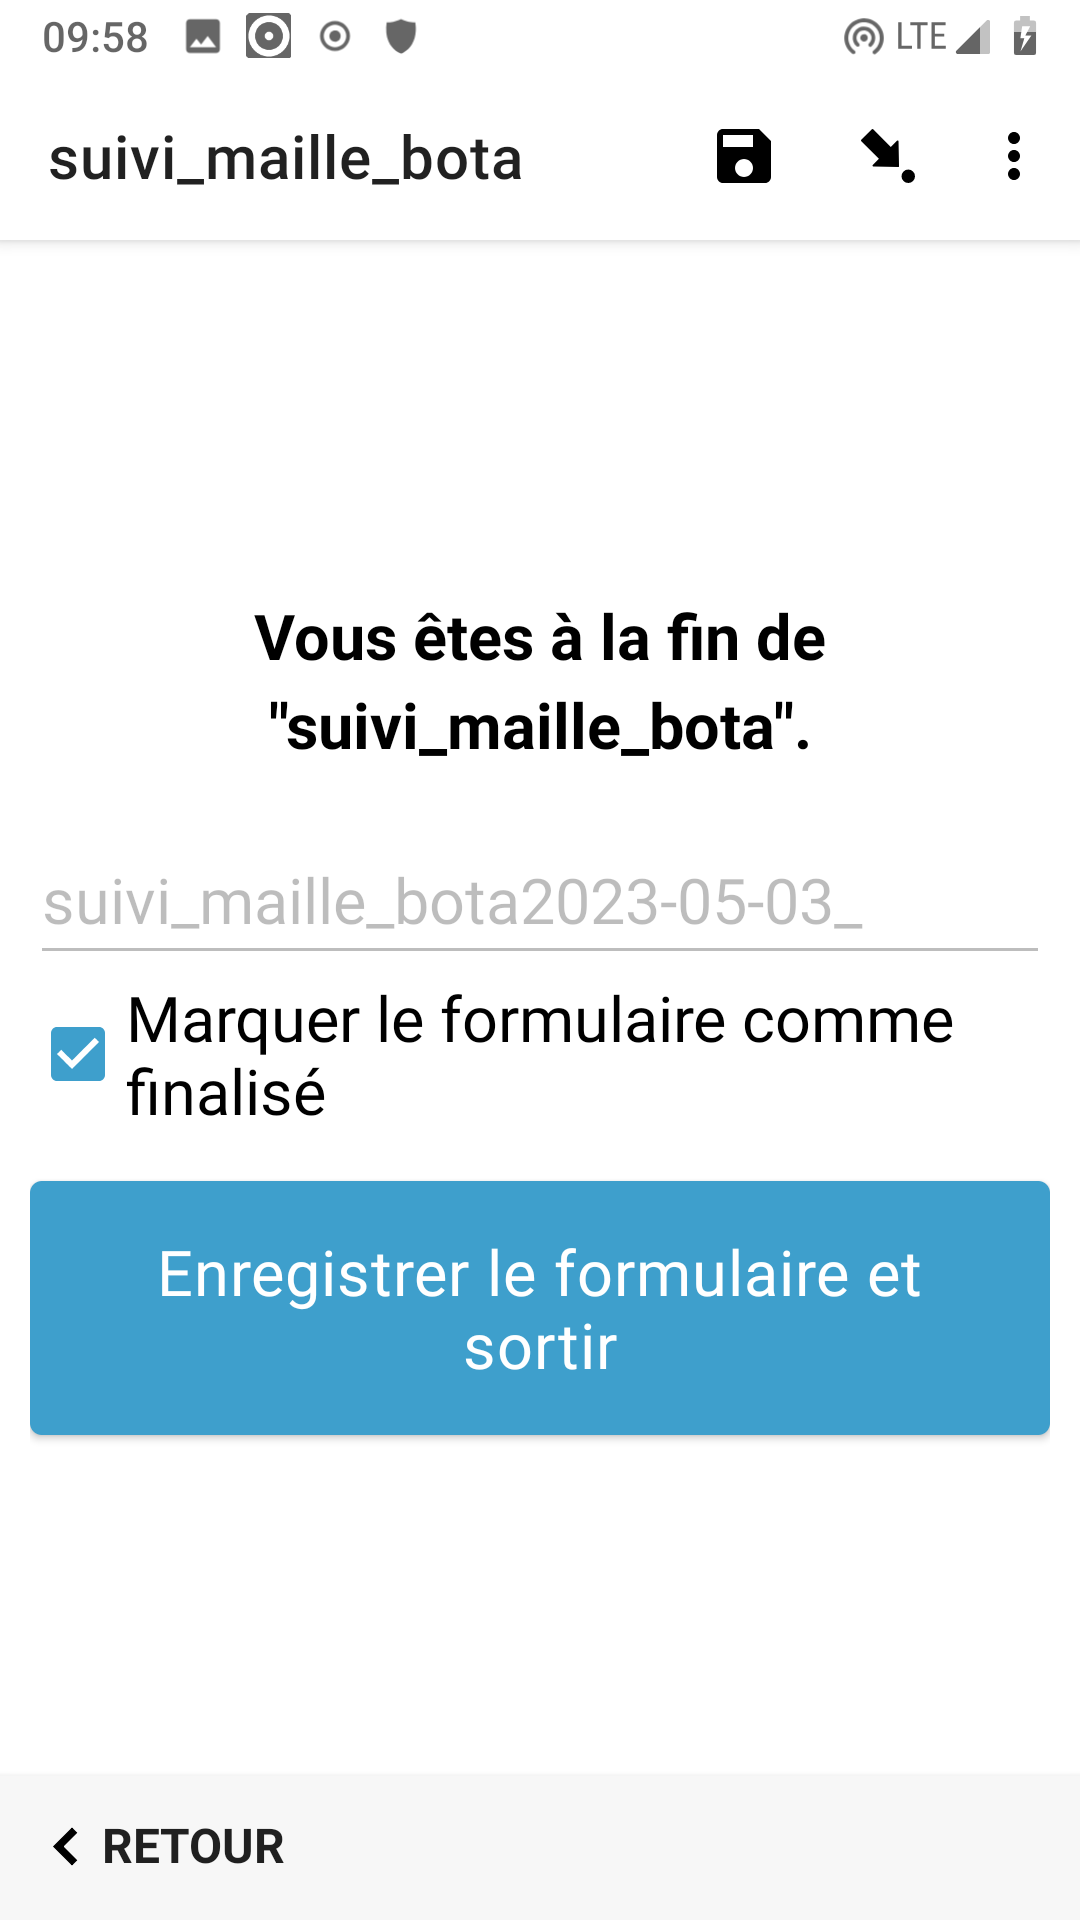 09:58
LTE
suivi_maille_bota
Vous êtes à la fin de
"suivi_maille_bota".
suivi_maille_bota2023-05-03_
Marquer le formulaire comme
finalisé
Enregistrer le formulaire et
sortir
RETOUR